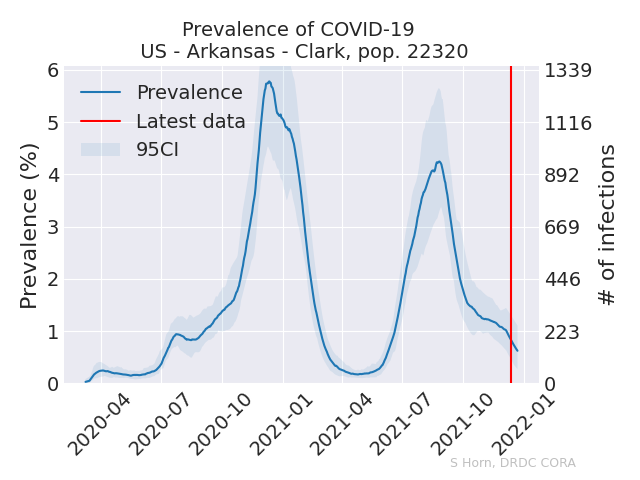 Prevalence of COVID-19
US - Arkansas - Clark, pop. 22320
Prevalence
Latest data
95CI
Prevalence (%)
6
5
4
3
2
1
0
1339
1116
892
669
446
223
0
# of infections
2020-04
2020-07
2020-10
2021-01
2021-04
2021-07
2021-10
2022-01
S Horn, DRDC CORA